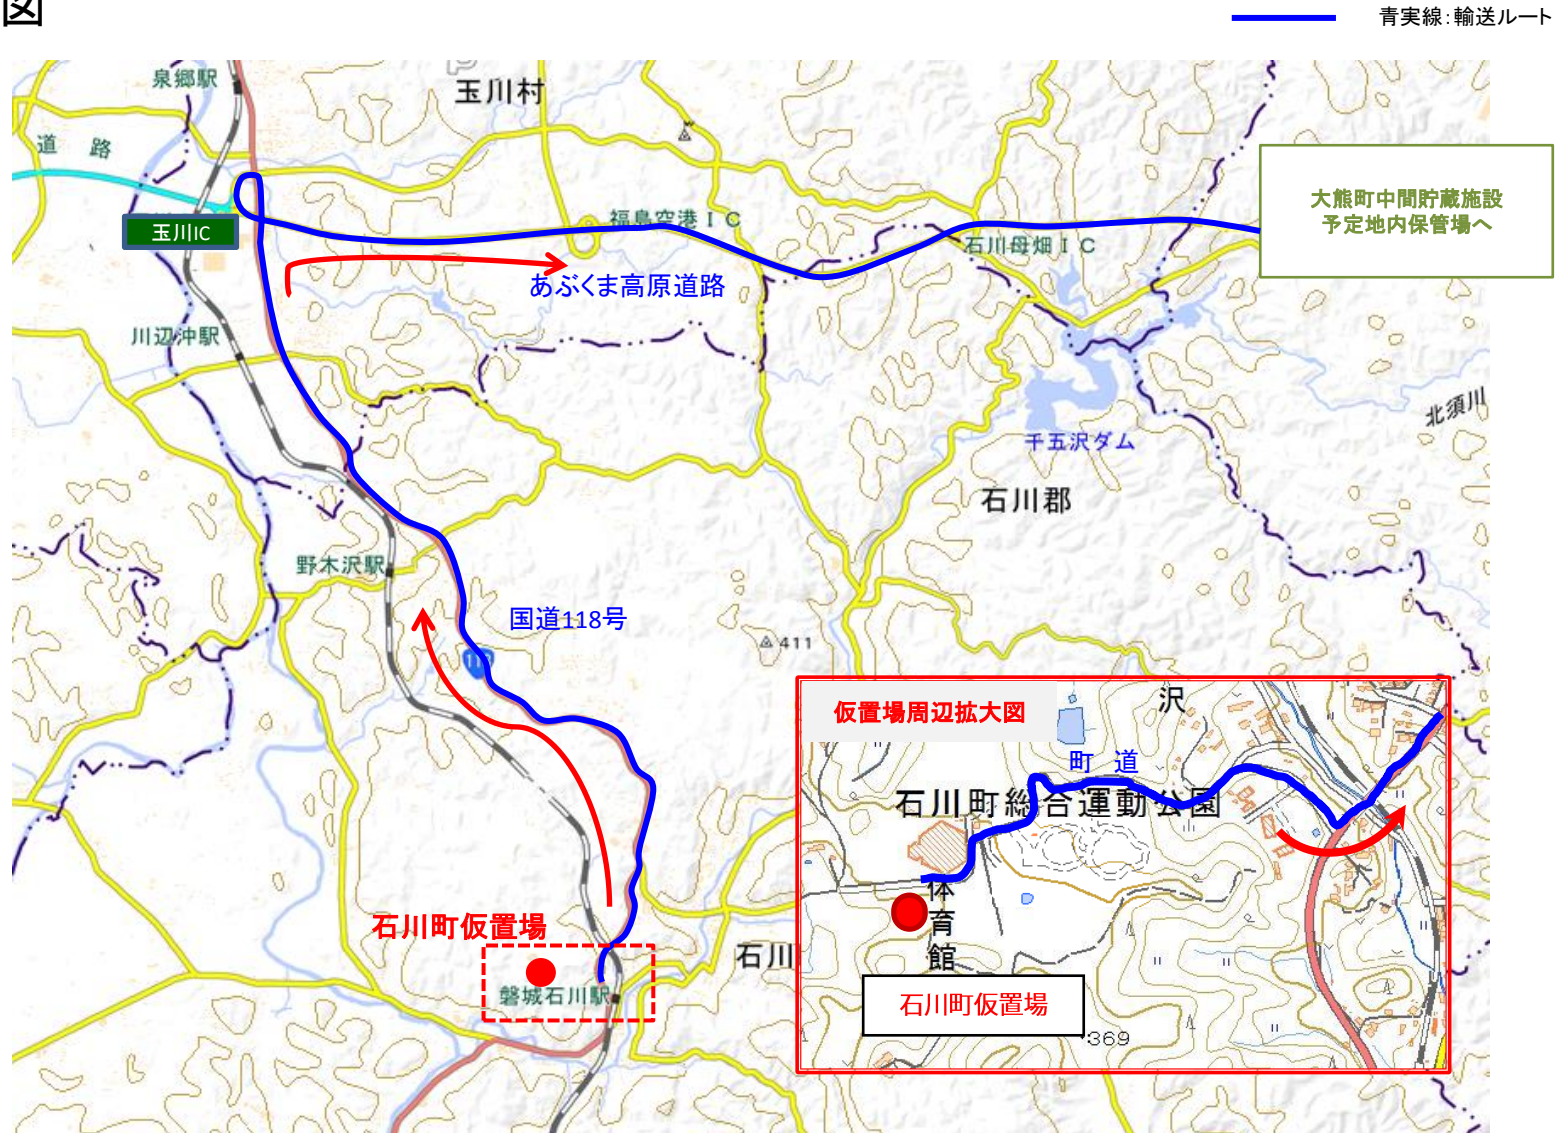 図
青実線：輸送ルート
泉郷駅
玉川村
道路
玉川IC
福島空港ＩＣ
石川母畑ＩＣ
大熊町中間貯蔵施設
予定地内保管場へ
あぶくま高原道路
川辺沖駅
北須川
千五沢ダム
石川郡
野木沢駅
国道118号
411
仮置場周辺拡大図
沢
町道
石川町総合運動公園
体育館
石川町仮置場
369
石川町仮置場
石川
磐城石川駅